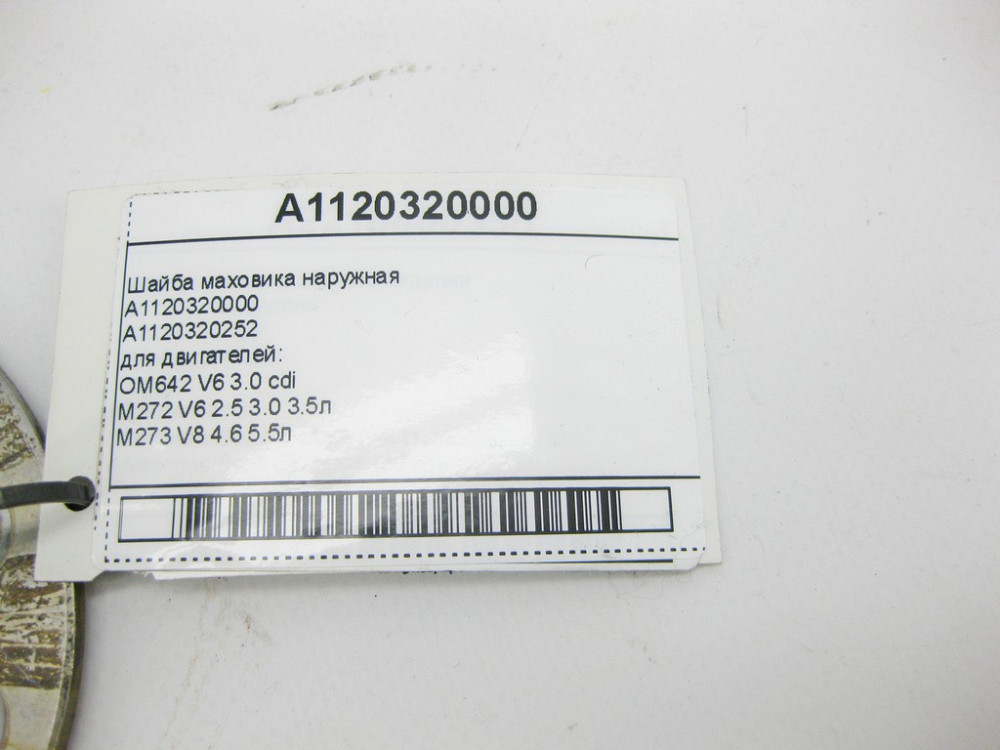 A1120320000
Шайба маховика наружная
A1120320000
A1120320252
для двигателей:
OM642 V6 3.0 cdi
M272 V6 2.5 3.0 3.5л
M273 V8 4.6 5.5л